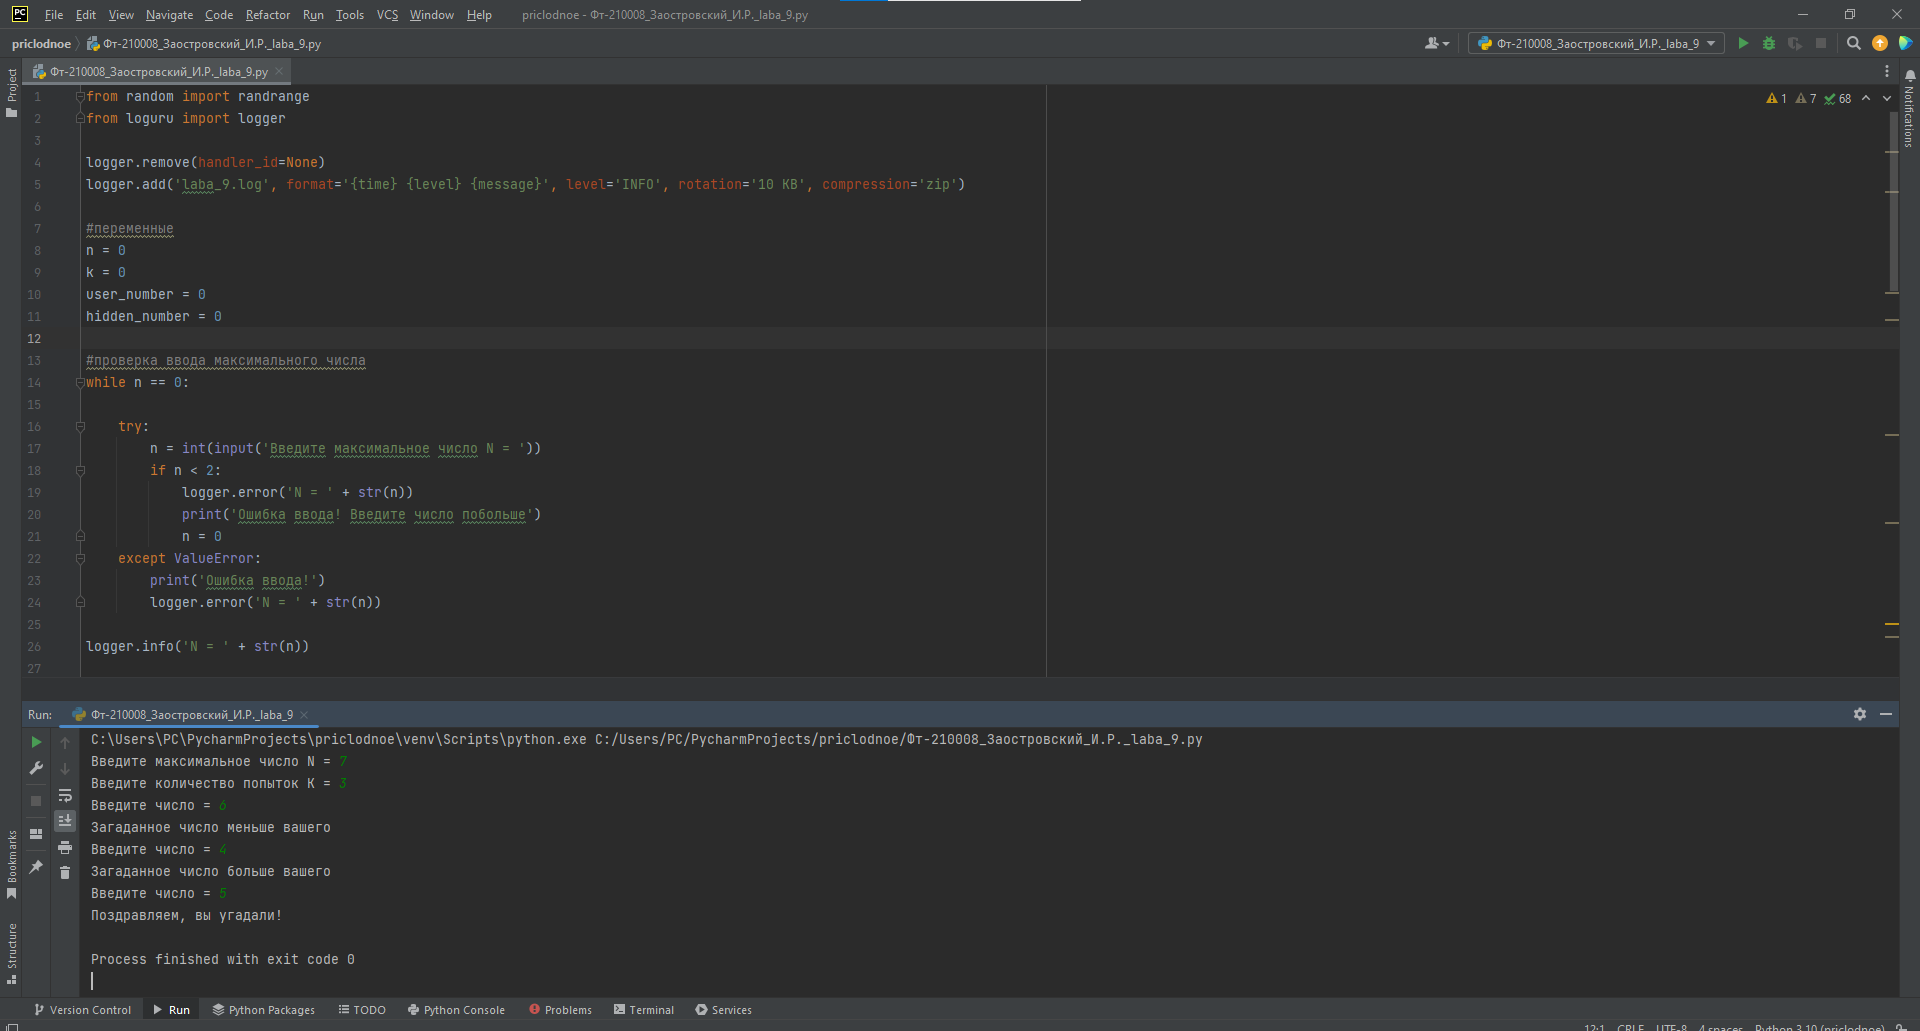 PC File Edit View Navigate Code Refactor Run Tools VCS Window Help priclodnoe - Фт-210008_Заостровский_И.Р._laba_9.py
priclodnoe Фт-210008_Заостровский_И.Р._laba_9.py Фт-210008_Заостровский_И.Р._laba_9
Project
Фт-210008_Заостровский_И.Р._laba_9.py
Notifications
1 7 68
1 from random import randrange
2 from loguru import logger
3
4 logger.remove(handler_id=None)
5 logger.add('laba_9.log', format='{time} {level} {message}', level='INFO', rotation='10 KB', compression='zip')
6
7 #переменные
8 n = 0
9 k = 0
10 user_number = 0
11 hidden_number = 0
12
13 #проверка ввода максимального числа
14 while n == 0:
15
16 try:
17 n = int(input('Введите максимальное число N = '))
18 if n < 2:
19 logger.error('N = ' + str(n))
20 print('Ошибка ввода! Введите число побольше')
21 n = 0
22 except ValueError:
23 print('Ошибка ввода!')
24 logger.error('N = ' + str(n))
25
26 logger.info('N = ' + str(n))
27
Run: Фт-210008_Заостровский_И.Р._laba_9
C:\Users\PC\PycharmProjects\priclodnoe\venv\Scripts\python.exe C:/Users/PC/PycharmProjects/priclodnoe/Фт-210008_Заостровский_И.Р._laba_9.py
Введите максимальное число N = 7
Введите количество попыток K = 3
Введите число = 6
Загаданное число меньше вашего
Введите число = 4
Загаданное число больше вашего
Введите число = 5
Поздравляем, вы угадали!
Process finished with exit code 0
Bookmarks
Structure
Version Control Run Python Packages TODO Python Console Problems Terminal Services
12:1 CRLF UTF-8 4 spaces Python 3.10 (priclodnoe)